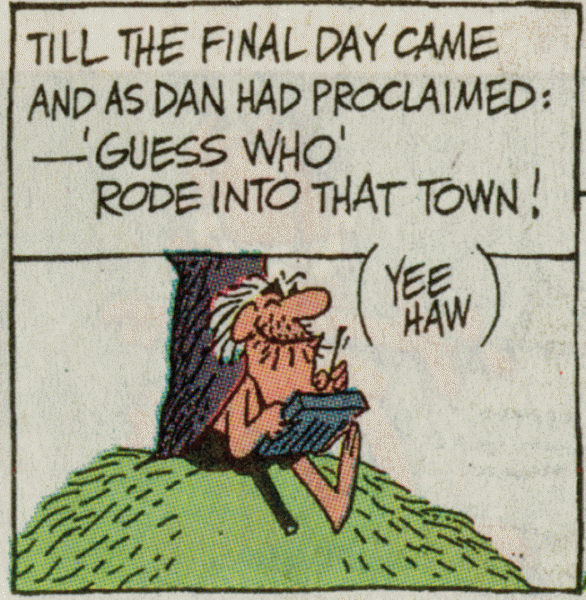 TILL THE FINAL DAY CAME
AND AS DAN HAD PROCLAIMED:
—'GUESS WHO'
RODE INTO THAT TOWN!
YEE
HAW